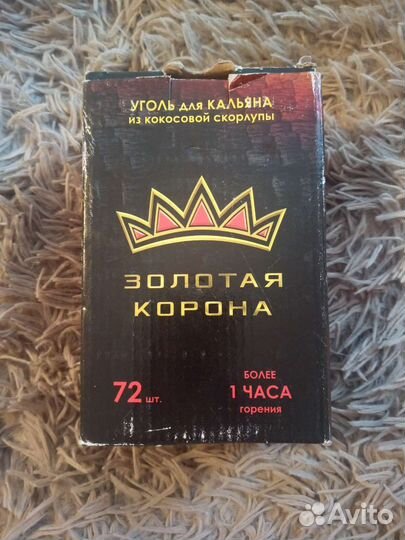 УГОЛЬ для КАЛЬЯНА
ИЗ КОКОСОВОЙ СКОРЛУПЫ
ЗОЛОТАЯ
КОРОНА
72 шт.
БОЛЕЕ
1 ЧАСА
горения
Avito